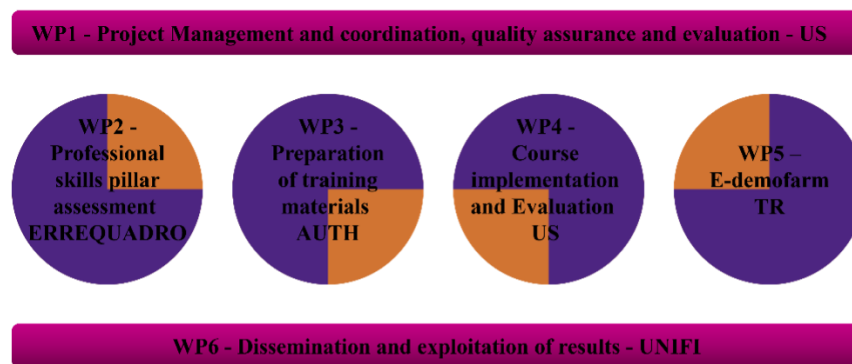 WP1 - Project Management and coordination, quality assurance and evaluation - US
WP2 -
Professional
skills pillar
assessment
ERREQUADRO
WP3 -
Preparation
of training
materials
AUTH
WP4 -
Course
implementation
and Evaluation
US
WP5 –
E-demofarm
TR
WP6 - Dissemination and exploitation of results - UNIFI